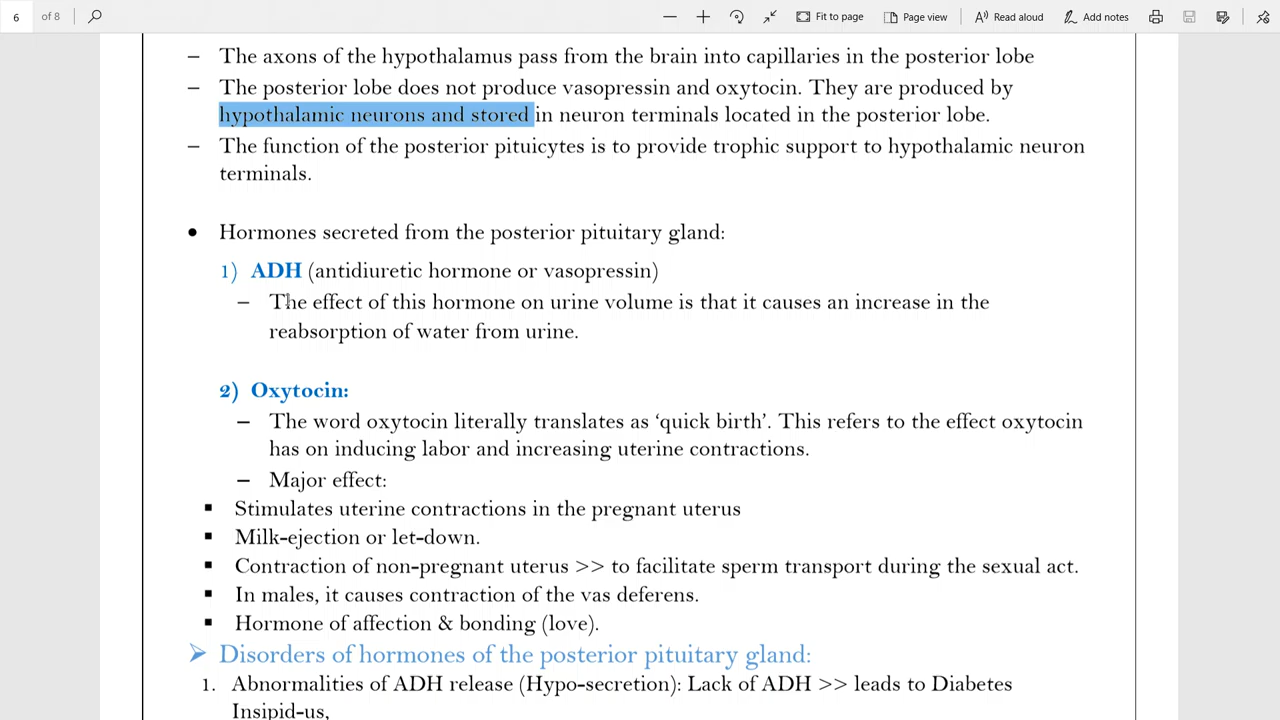 6 of 8 Fit to page Page view Read aloud Add notes
– The axons of the hypothalamus pass from the brain into capillaries in the posterior lobe
– The posterior lobe does not produce vasopressin and oxytocin. They are produced by
hypothalamic neurons and stored in neuron terminals located in the posterior lobe.
– The function of the posterior pituicytes is to provide trophic support to hypothalamic neuron
terminals.
• Hormones secreted from the posterior pituitary gland:
1) ADH (antidiuretic hormone or vasopressin)
– The effect of this hormone on urine volume is that it causes an increase in the
reabsorption of water from urine.
2) Oxytocin:
– The word oxytocin literally translates as ‘quick birth’. This refers to the effect oxytocin
has on inducing labor and increasing uterine contractions.
– Major effect:
▪ Stimulates uterine contractions in the pregnant uterus
▪ Milk-ejection or let-down.
▪ Contraction of non-pregnant uterus >> to facilitate sperm transport during the sexual act.
▪ In males, it causes contraction of the vas deferens.
▪ Hormone of affection & bonding (love).
➢ Disorders of hormones of the posterior pituitary gland:
1. Abnormalities of ADH release (Hypo-secretion): Lack of ADH >> leads to Diabetes
Insipid-us,